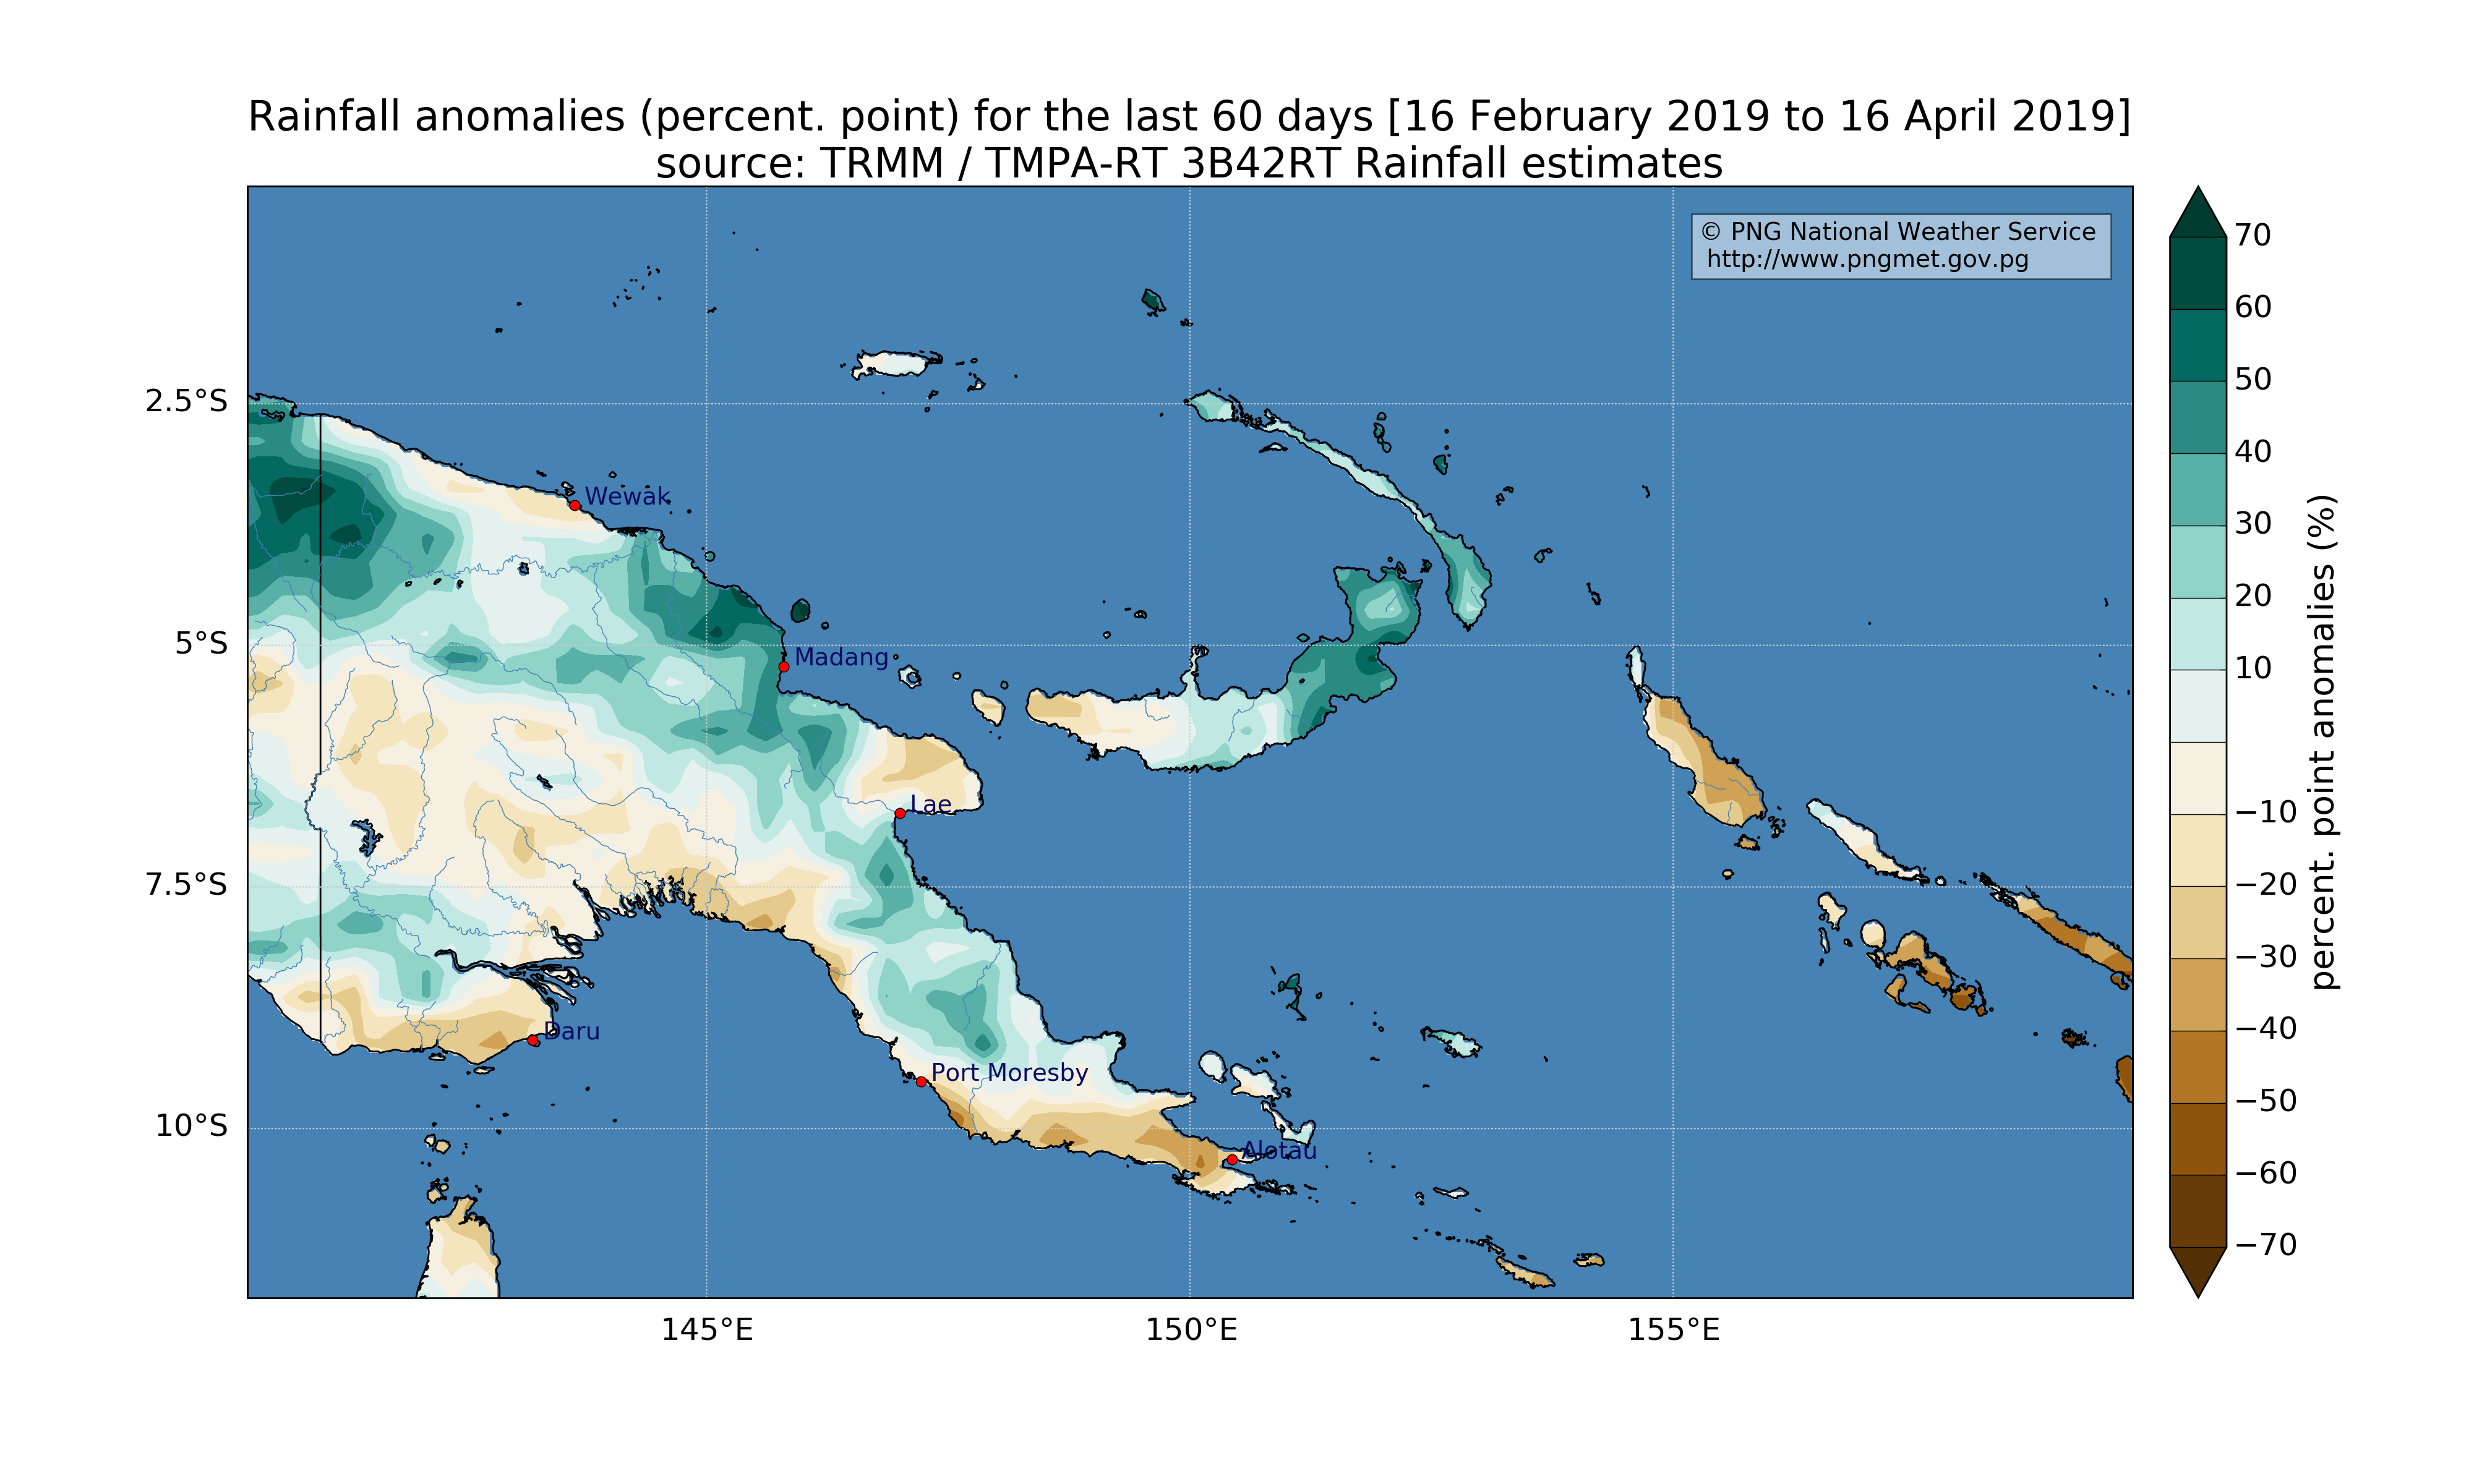 Rainfall anomalies (percent. point) for the last 60 days [16 February 2019 to 16 April 2019]
source: TRMM / TMPA-RT 3B42RT Rainfall estimates
© PNG National Weather Service
http://www.pngmet.gov.pg
2.5°S
5°S
7.5°S
10°S
Wewak
Madang
Lae
Daru
Port Moresby
Alotau
145°E
150°E
155°E
70
60
50
40
30
20
10
−10
−20
−30
−40
−50
−60
−70
percent. point anomalies (%)